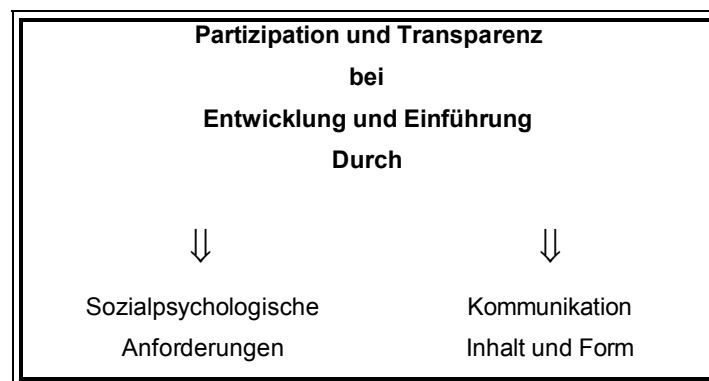 Partizipation und Transparenz
bei
Entwicklung und Einführung
Durch
⇓ ⇓
Sozialpsychologische Kommunikation
Anforderungen Inhalt und Form